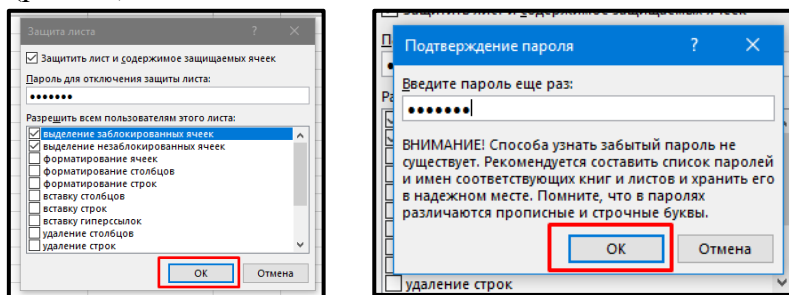 Защита листа ? ×
Защитить лист и содержимое защищаемых ячеек
Пароль для отключения защиты листа:
•••••••
Разрешить всем пользователям этого листа:
выделение заблокированных ячеек
выделение незаблокированных ячеек
форматирование ячеек
форматирование столбцов
форматирование строк
вставку столбцов
вставку строк
вставку гиперссылок
удаление столбцов
удаление строк
ОК Отмена
Подтверждение пароля ? ×
Введите пароль еще раз:
•••••••
ВНИМАНИЕ! Способа узнать забытый пароль не
существует. Рекомендуется составить список паролей
и имен соответствующих книг и листов и хранить его
в надежном месте. Помните, что в паролях
различаются прописные и строчные буквы.
ОК Отмена
удаление строк